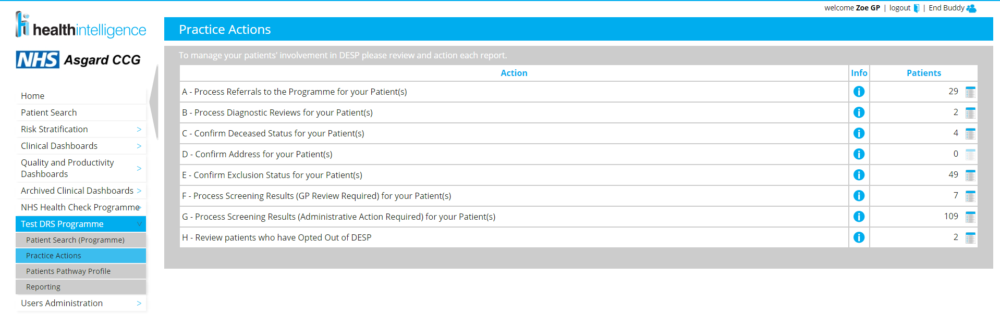 welcome Zoe GP | logout | End Buddy
healthintelligence
NHS Asgard CCG
Home
Patient Search
Risk Stratification >
Clinical Dashboards >
Quality and Productivity
Dashboards >
Archived Clinical Dashboards >
NHS Health Check Programme >
Test DRS Programme
Patient Search (Programme)
Practice Actions
Patients Pathway Profile
Reporting
Users Administration >
Practice Actions
To manage your patients' involvement in DESP please review and action each report.
Action Info Patients
A - Process Referrals to the Programme for your Patient(s) i 29
B - Process Diagnostic Reviews for your Patient(s) i 2
C - Confirm Deceased Status for your Patient(s) i 4
D - Confirm Address for your Patient(s) i 0
E - Confirm Exclusion Status for your Patient(s) i 49
F - Process Screening Results (GP Review Required) for your Patient(s) i 7
G - Process Screening Results (Administrative Action Required) for your Patient(s) i 109
H - Review patients who have Opted Out of DESP i 2